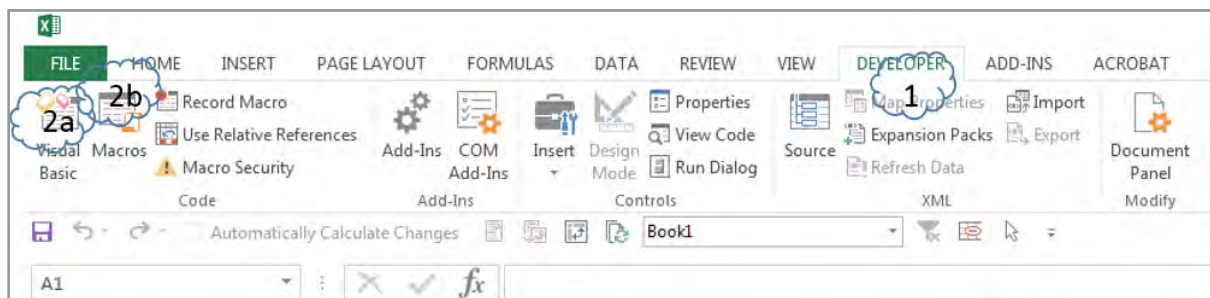 FILE HOME INSERT PAGE LAYOUT FORMULAS DATA REVIEW VIEW DEVELOPER ADD-INS ACROBAT
1
2a
2b
Visual Basic
Macros
Record Macro
Use Relative References
Macro Security
Code
Add-Ins
COM Add-Ins
Add-Ins
Insert
Design Mode
Properties
View Code
Run Dialog
Controls
Source
Map Properties
Expansion Packs
Refresh Data
Import
Export
XML
Document Panel
Modify
Automatically Calculate Changes
Book1
A1
fx